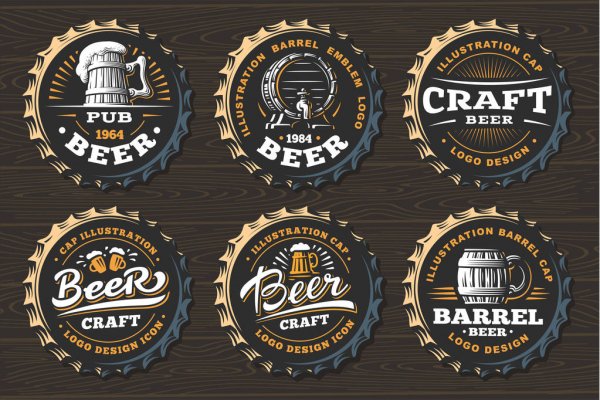 PUB
1964
• BEER •
ILLUSTRATION BARREL EMBLEM LOGO
• 1984 •
BEER
ILLUSTRATION CAP
CRAFT
BEER
• LOGO DESIGN •
CAP ILLUSTRATION
Beer
CRAFT
• LOGO DESIGN ICON •
• ILLUSTRATION CAP •
Beer
CRAFT
LOGO DESIGN ICON
ILLUSTRATION BARREL CAP
BARREL
• BEER •
LOGO DESIGN